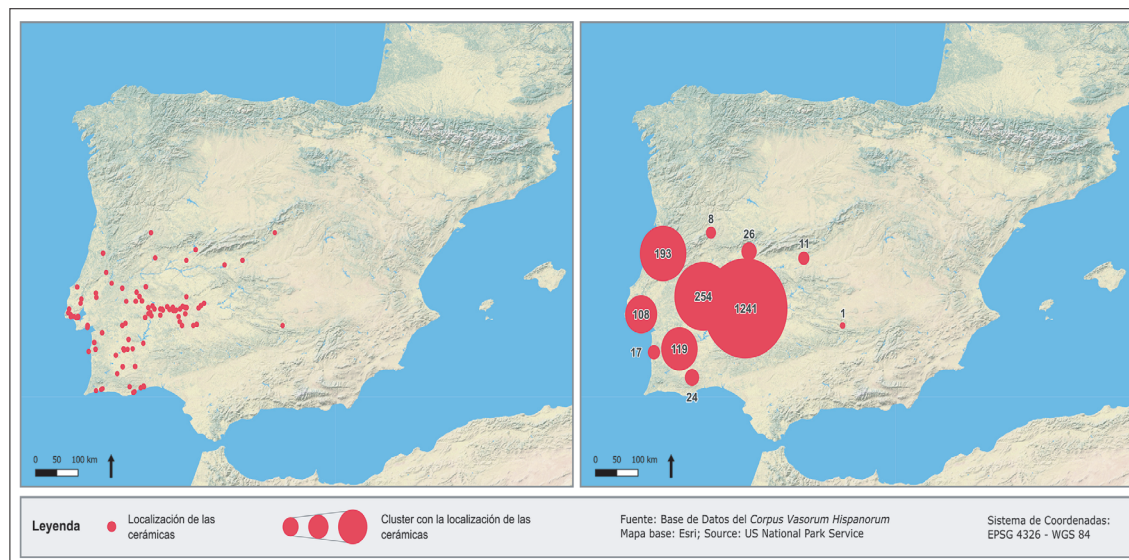 0 50 100 km
8
26
11
193
254
1241
108
1
17
119
24
0 50 100 km
Leyenda
Localización de las
cerámicas
Cluster con la localización de las
cerámicas
Fuente: Base de Datos del Corpus Vasorum Hispanorum
Mapa base: Esri; Source: US National Park Service
Sistema de Coordenadas:
EPSG 4326 - WGS 84